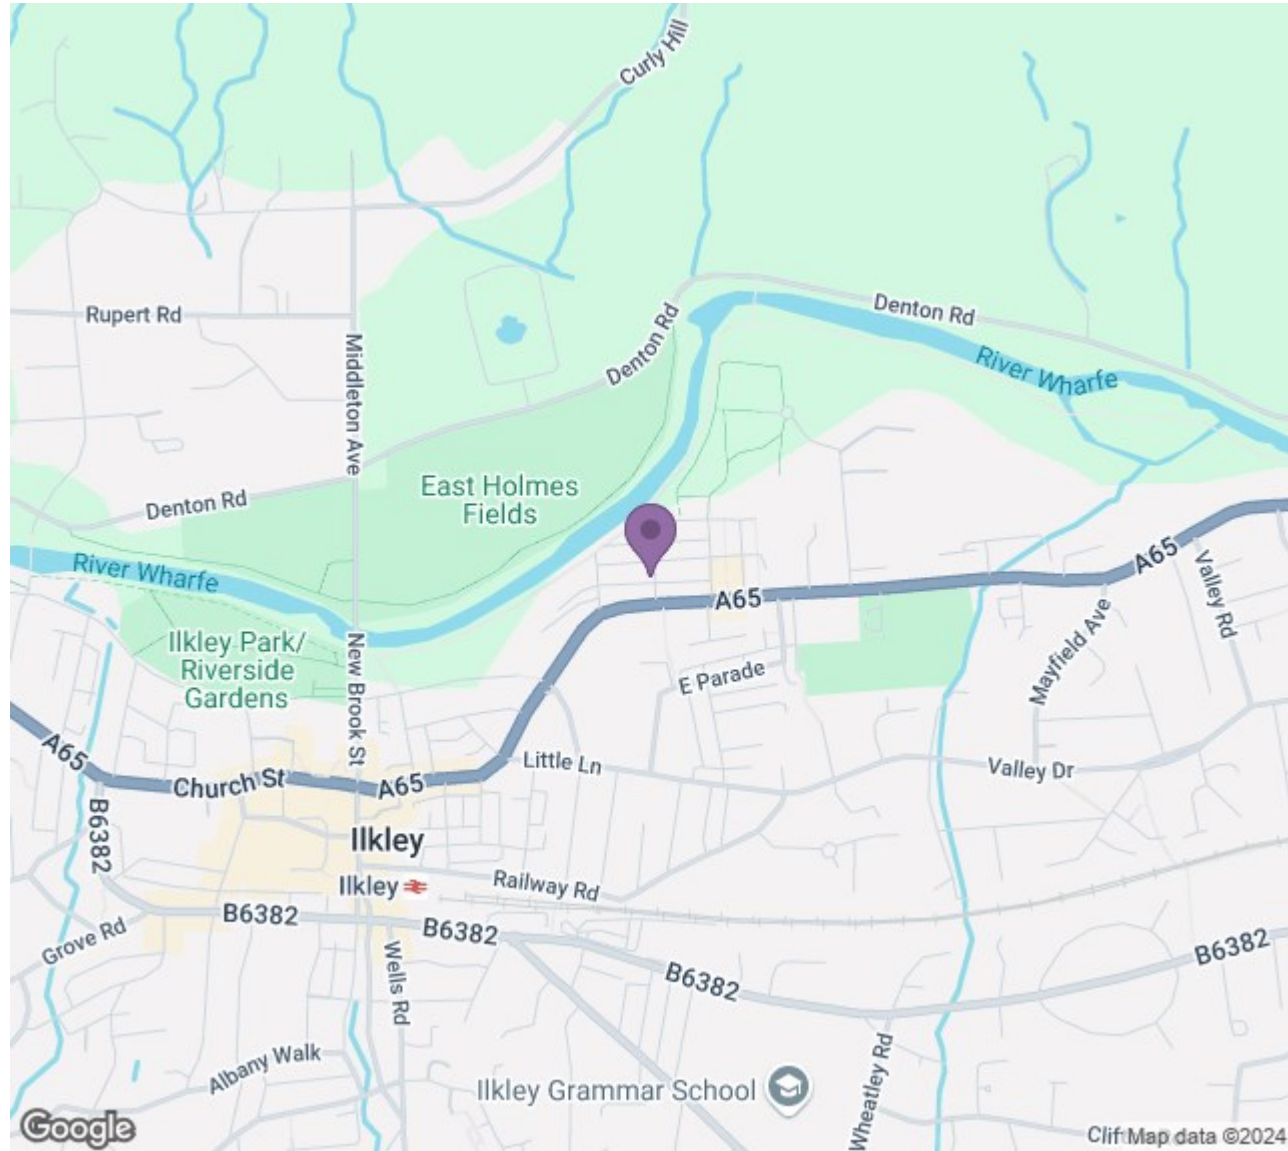 Curly Hill
Rupert Rd
Middleton Ave
Denton Rd
Denton Rd
River Wharfe
East Holmes
Fields
Denton Rd
River Wharfe
A65
A65
Valley Rd
Mayfield Ave
Ilkley Park/
Riverside
Gardens
New Brook St
E Parade
A65
Church St
A65
Little Ln
Valley Dr
B6382
Ilkley
Ilkley
Railway Rd
Grove Rd
B6382
B6382
B6382
B6382
Wells Rd
Albany Walk
Ilkley Grammar School
Wheatley Rd
Google
Clif
Map data ©2024